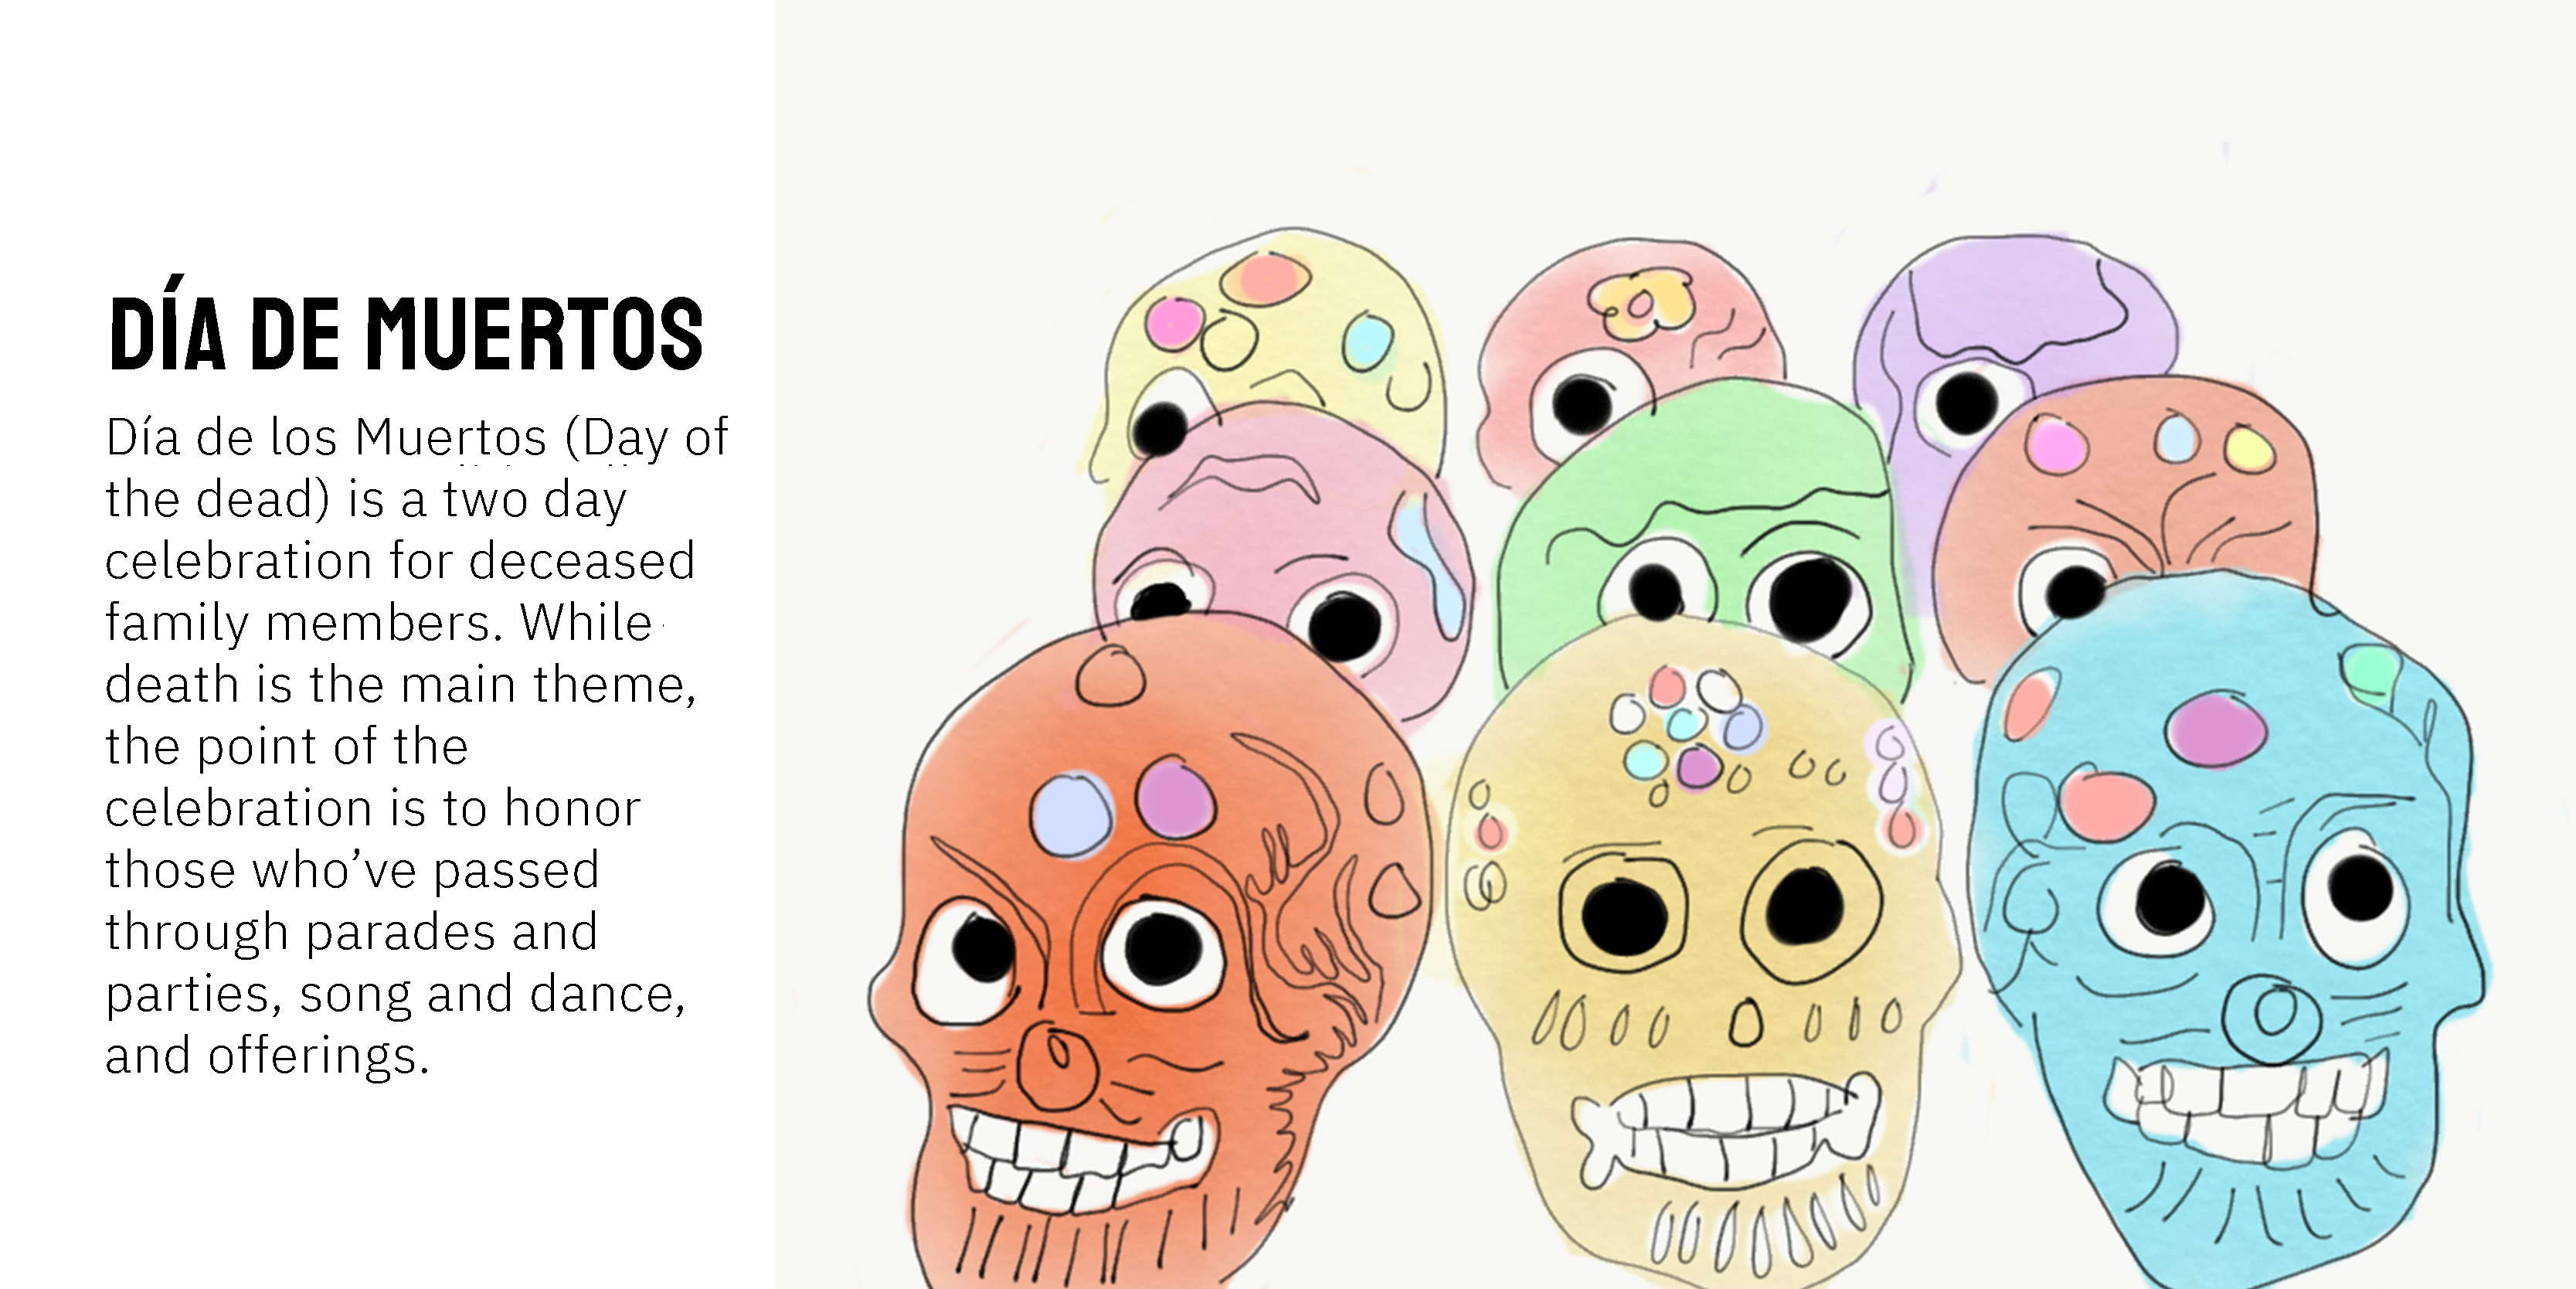 DÍA DE MUERTOS
Día de los Muertos (Day of
the dead) is a two day
celebration for deceased
family members. While
death is the main theme,
the point of the
celebration is to honor
those who’ve passed
through parades and
parties, song and dance,
and offerings.